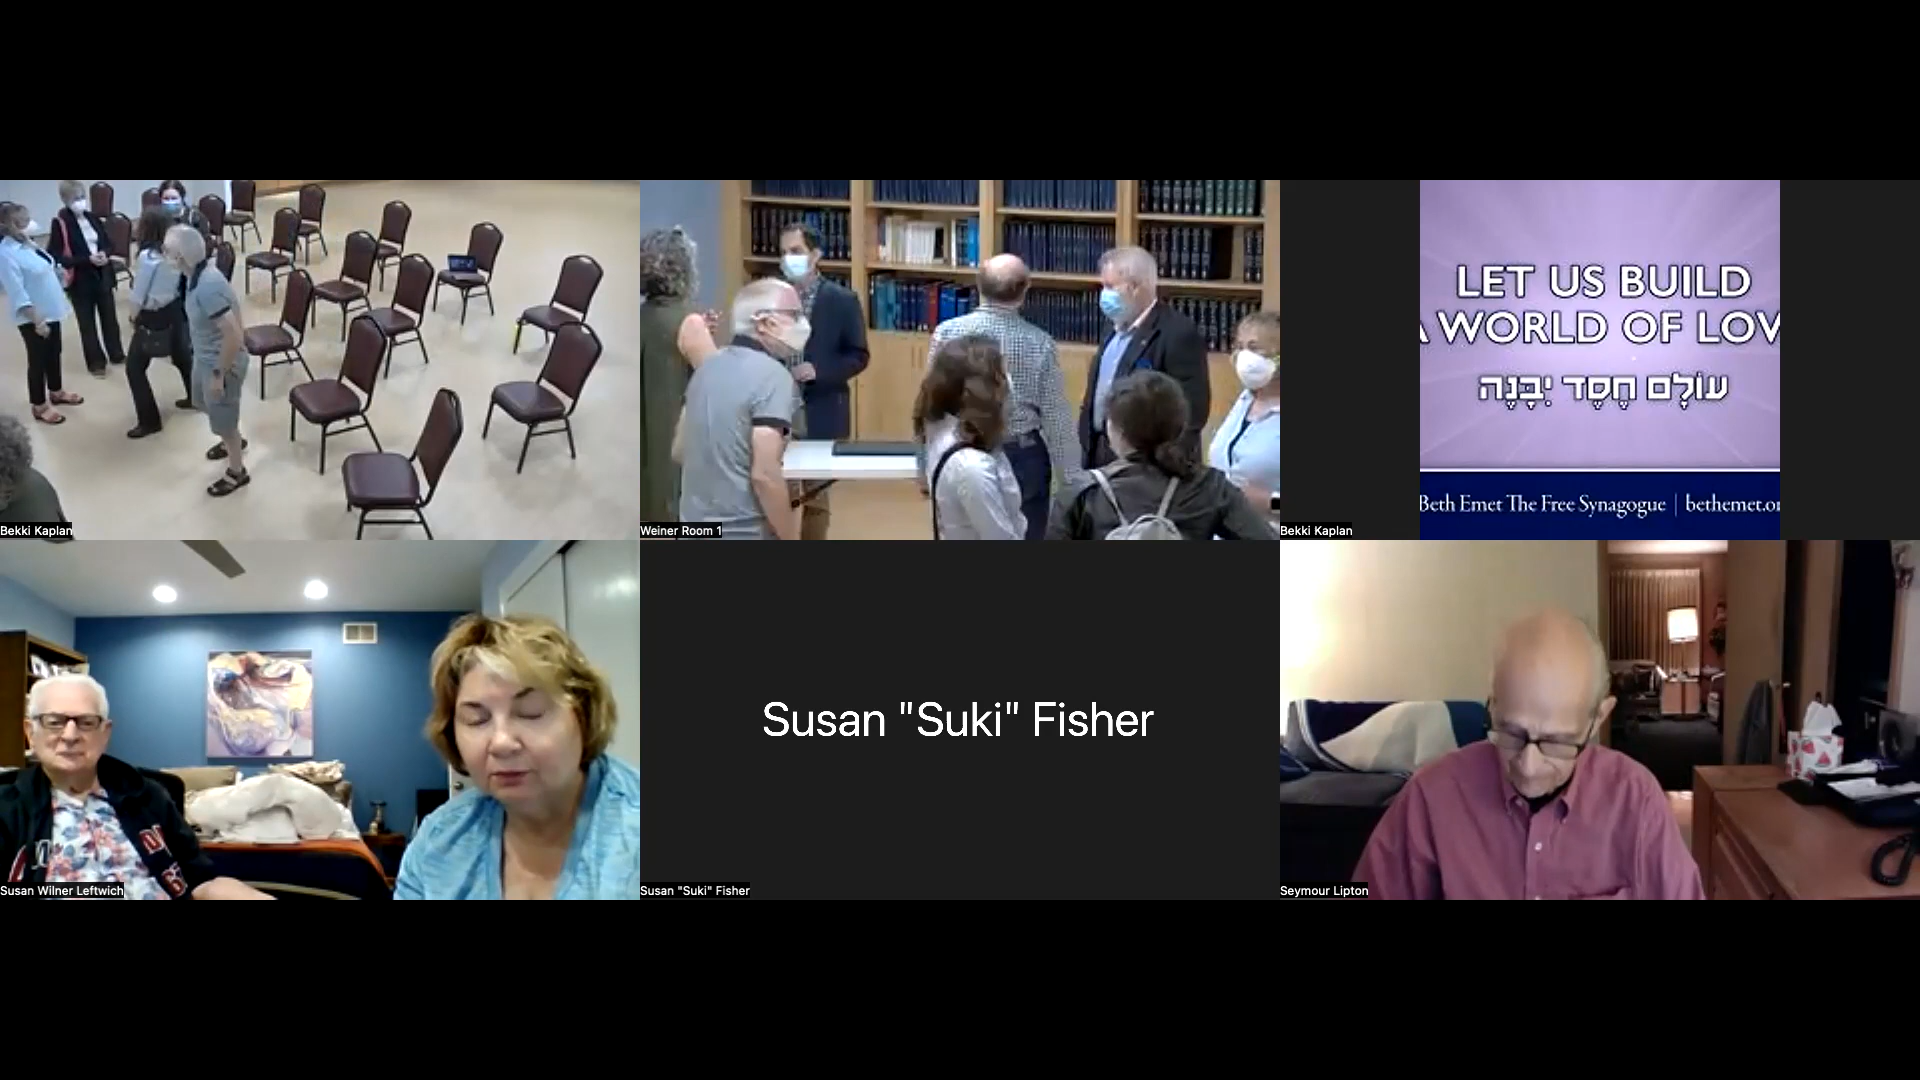 LET US BUILD
A WORLD OF LOV
עוֹלָם חֶסֶד יִבָּנֶה
Beth Emet The Free Synagogue | bethemet.or
Bekki Kaplan
Weiner Room 1
Bekki Kaplan
Susan "Suki" Fisher
Susan Wilner Leftwich
Susan "Suki" Fisher
Seymour Lipton